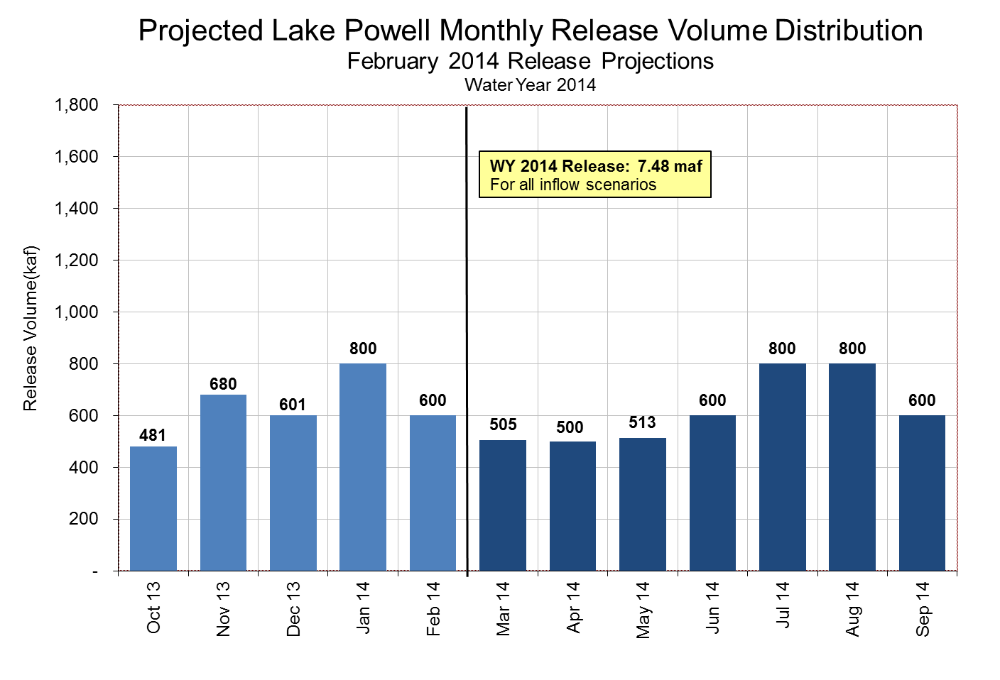 Projected Lake Powell Monthly Release Volume Distribution
February 2014 Release Projections
Water Year 2014
1,800
1,600
1,400
1,200
1,000
800
600
400
200
-
Release Volume(kaf)
WY 2014 Release: 7.48 maf
For all inflow scenarios
481
680
601
800
600
505
500
513
600
800
800
600
Oct 13
Nov 13
Dec 13
Jan 14
Feb 14
Mar 14
Apr 14
May 14
Jun 14
Jul 14
Aug 14
Sep 14